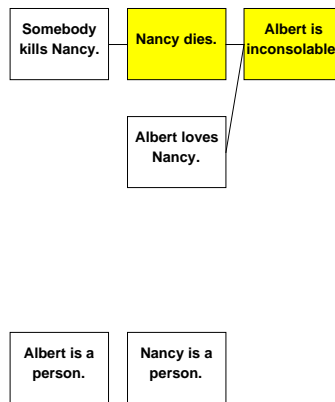 Somebody
kills Nancy.
Nancy dies.
Albert is
inconsolable
Albert loves
Nancy.
Albert is a
person.
Nancy is a
person.